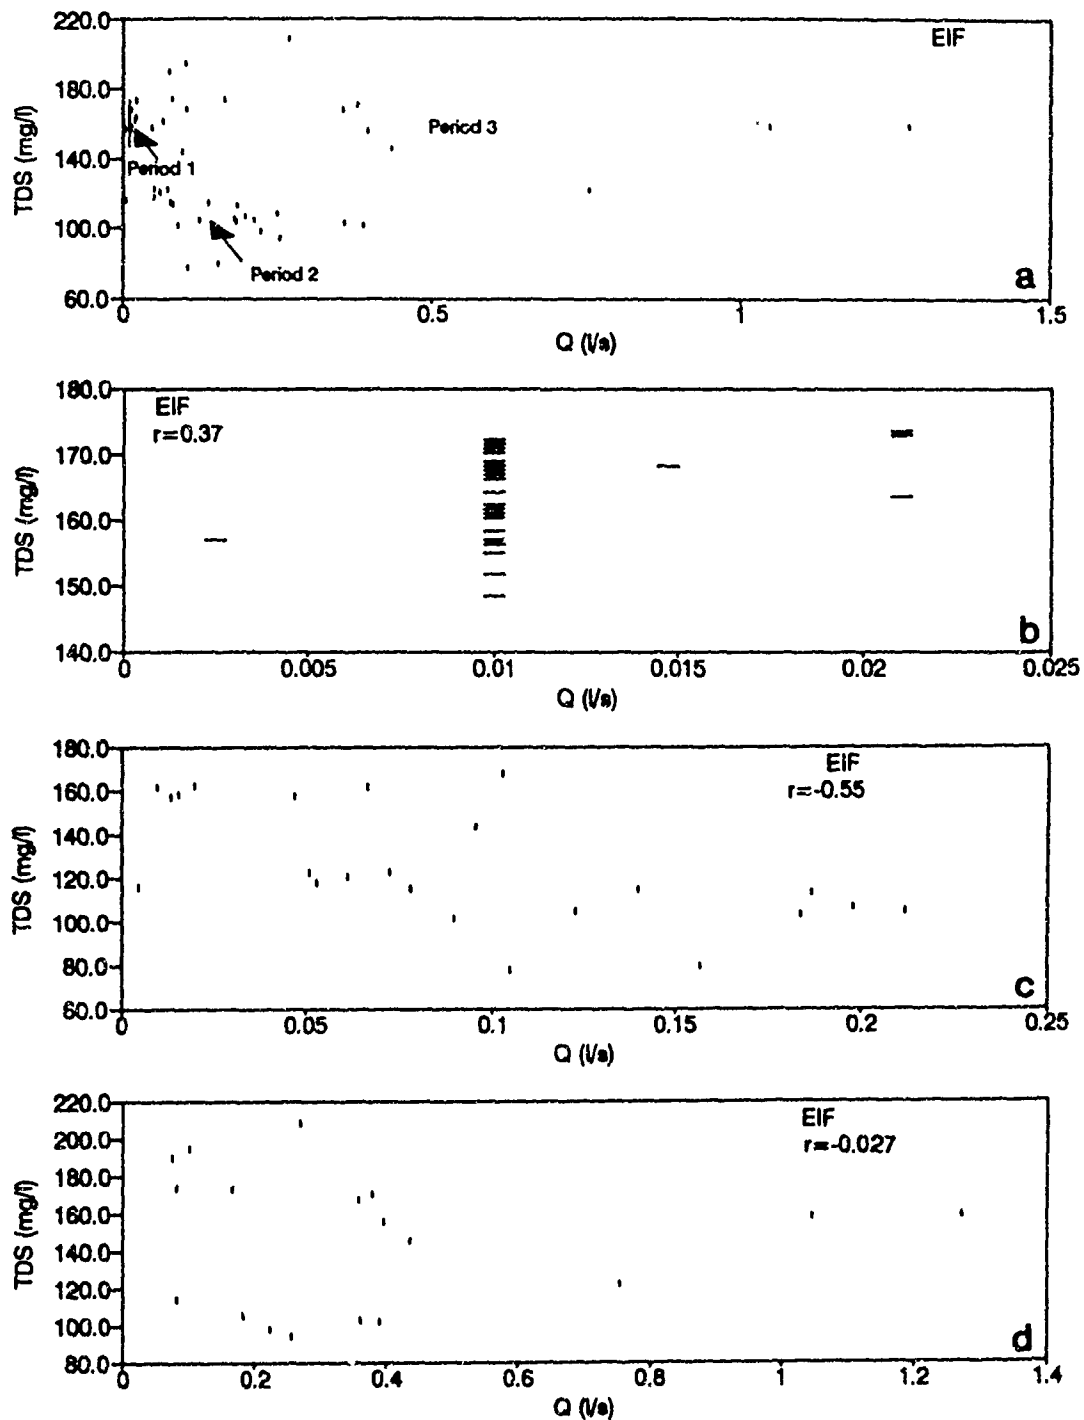 220.0
180.0
140.0
100.0
60.0
TDS (mg/l)
EIF
Period 3
Period 1
Period 2
a
0
0.5
1
1.5
Q (l/s)
180.0
170.0
160.0
150.0
140.0
TDS (mg/l)
EIF
r=0.37
b
0
0.005
0.01
0.015
0.02
0.025
Q (l/s)
180.0
160.0
140.0
120.0
100.0
80.0
60.0
TDS (mg/l)
EIF
r=-0.55
c
0
0.05
0.1
0.15
0.2
0.25
Q (l/s)
220.0
200.0
180.0
160.0
140.0
120.0
100.0
80.0
TDS (mg/l)
EIF
r=-0.027
d
0
0.2
0.4
0.6
0.8
1
1.2
1.4
Q (l/s)